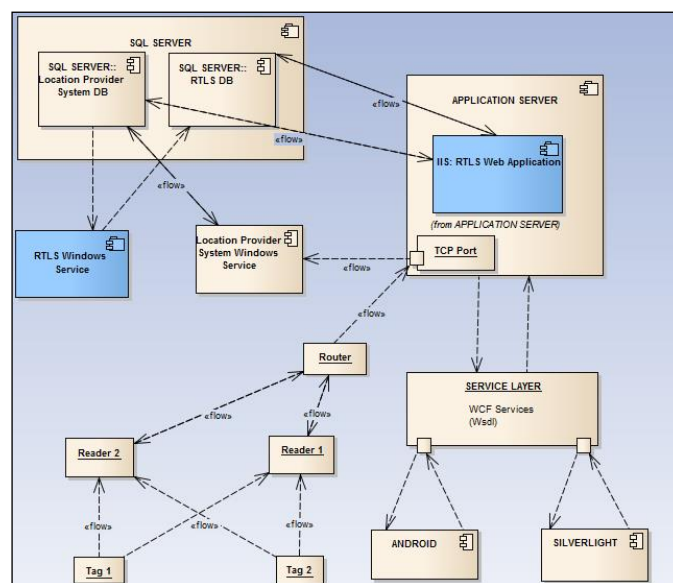 SQL SERVER
SQL SERVER::
Location Provider
System DB
SQL SERVER::
RTLS DB
«flow»
APPLICATION SERVER
«flow»
IIS: RTLS Web Application
(from APPLICATION SERVER)
«flow»
RTLS Windows
Service
Location Provider
System Windows
Service
TCP Port
«flow»
«flow»
Router
SERVICE LAYER
WCF Services
(Wsdl)
«flow»
«flow»
Reader 2
Reader 1
«flow»
«flow»
«flow»
«flow»
ANDROID
SILVERLIGHT
Tag 1
Tag 2